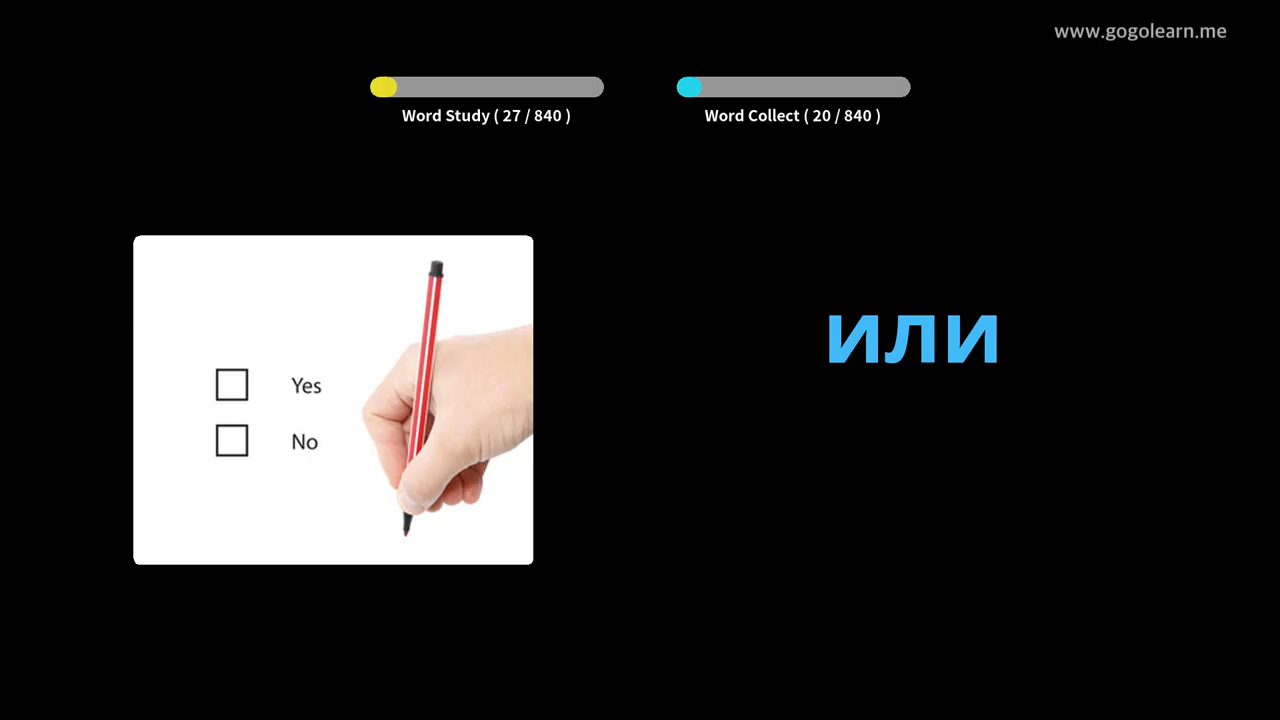 www.gogolearn.me
Word Study ( 27 / 840 )
Word Collect ( 20 / 840 )
Yes
No
или